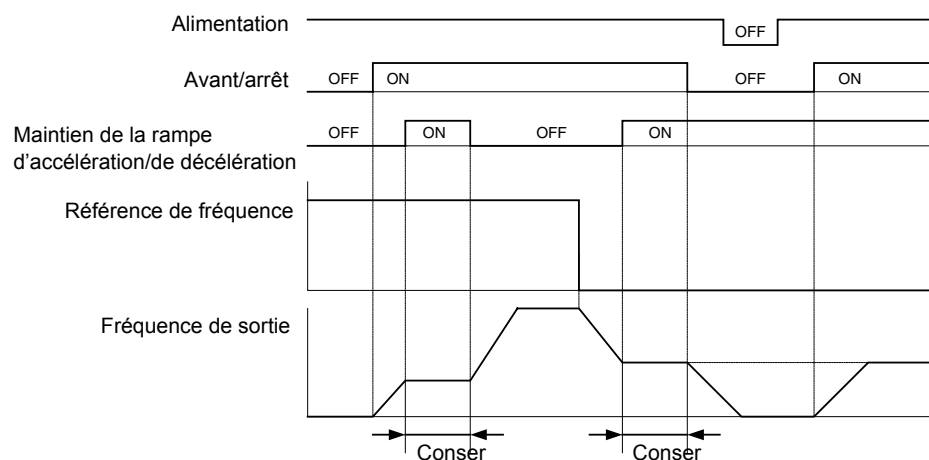 Alimentation
OFF
Avant/arrêt
OFF ON OFF ON
Maintien de la rampe
d’accélération/de décélération
OFF ON OFF ON
Référence de fréquence
Fréquence de sortie
Conser Conser